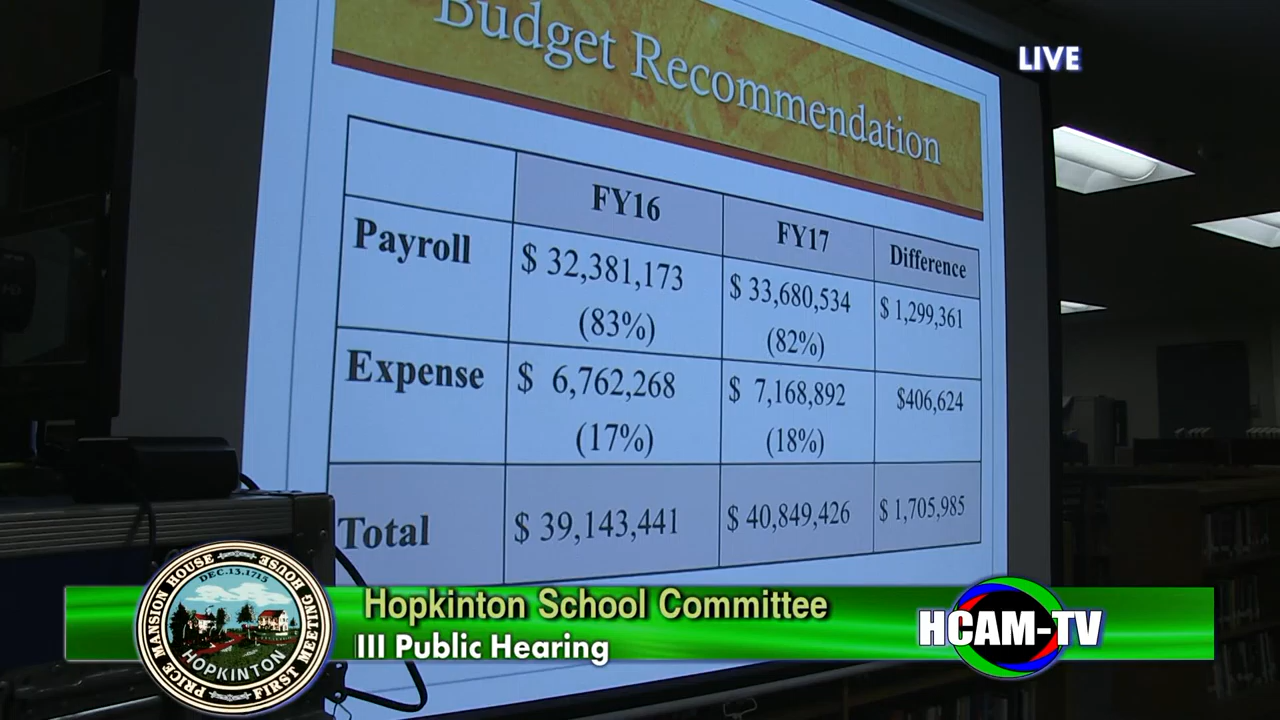 Budget Recommendation
LIVE
FY16 FY17 Difference
Payroll $ 32,381,173 $ 33,680,534 $ 1,299,361
(83%) (82%)
Expense $ 6,762,268 $ 7,168,892 $406,624
(17%) (18%)
Total $ 39,143,441 $ 40,849,426 $ 1,705,985
Hopkinton School Committee
III Public Hearing
HCAM-TV
PRICE MANSION HOUSE
HOUSE FIRST MEETING
DEC.13.1715
HOPKINTON